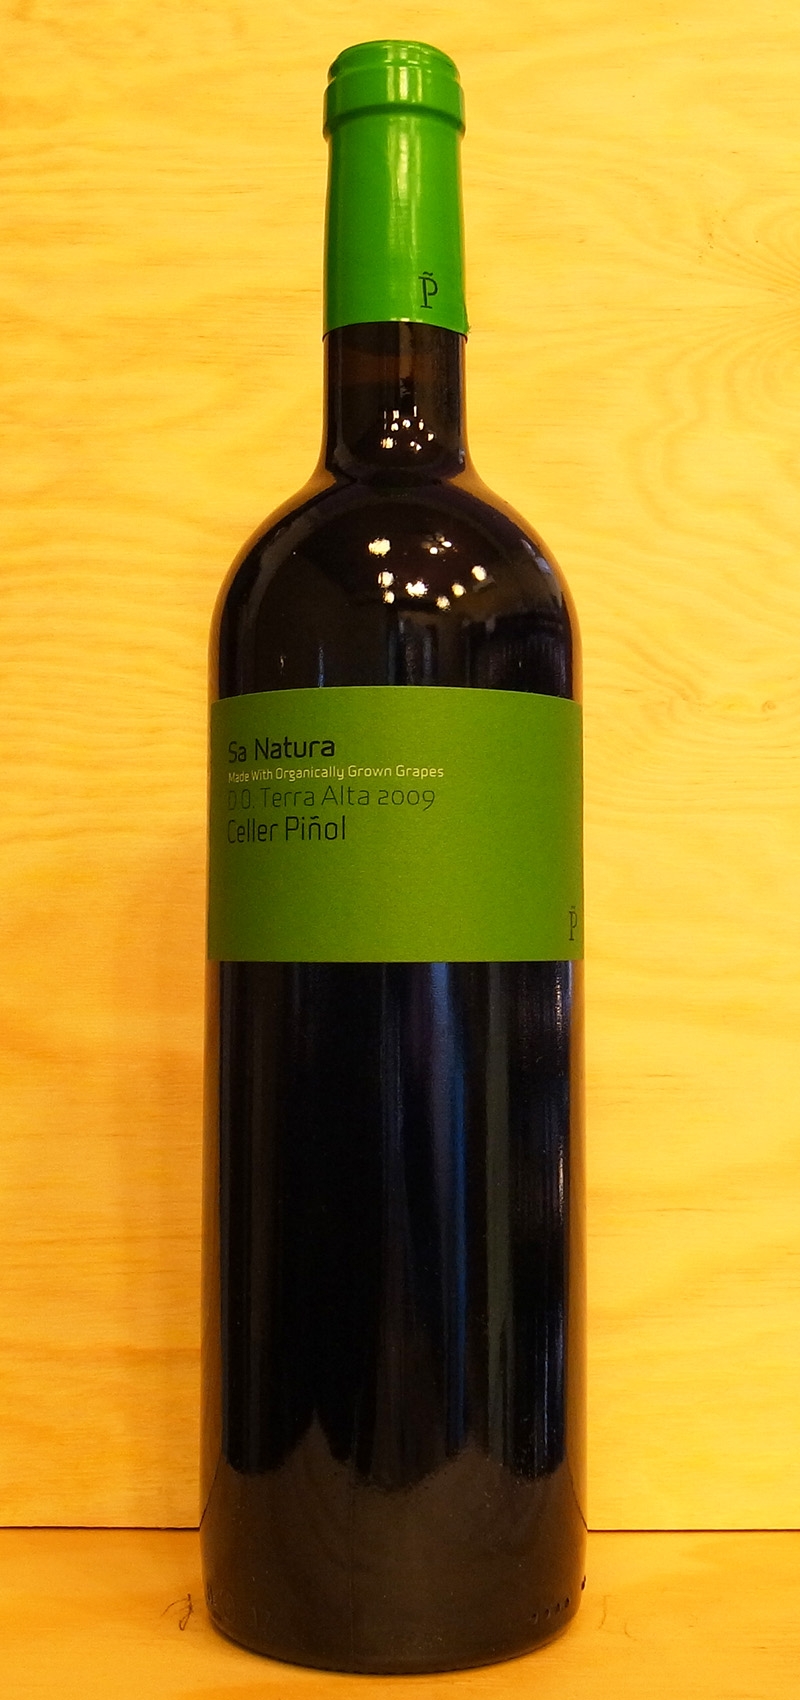 P̃
Sa Natura
Made With Organically Grown Grapes
D.O. Terra Alta 2009
Celler Piñol
P̃